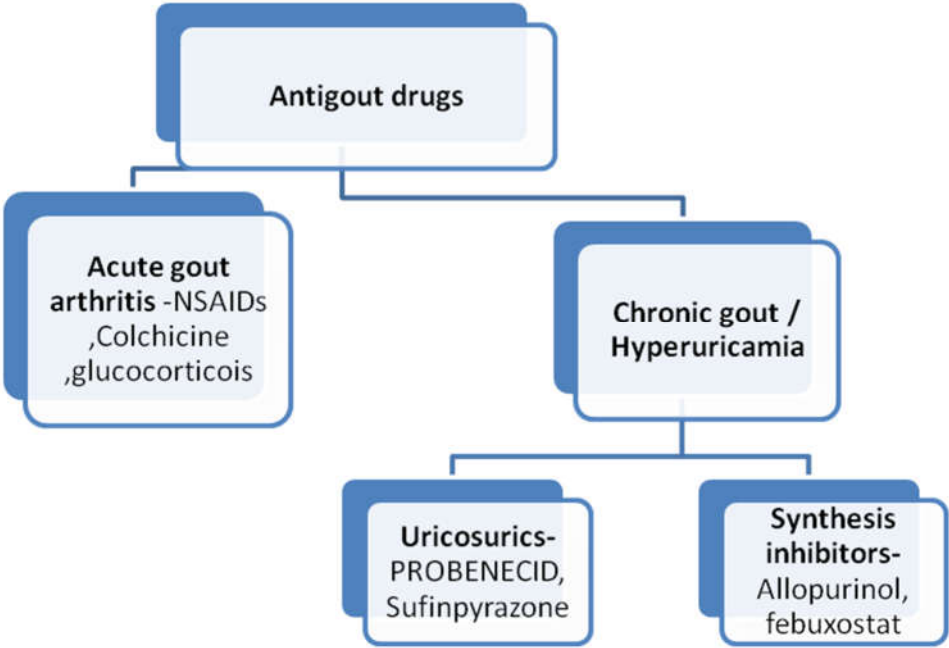 Antigout drugs
Acute gout
arthritis -NSAIDs
,Colchicine
,glucocorticois
Chronic gout /
Hyperuricamia
Uricosurics-
PROBENECID,
Sufinpyrazone
Synthesis
inhibitors-
Allopurinol,
febuxostat